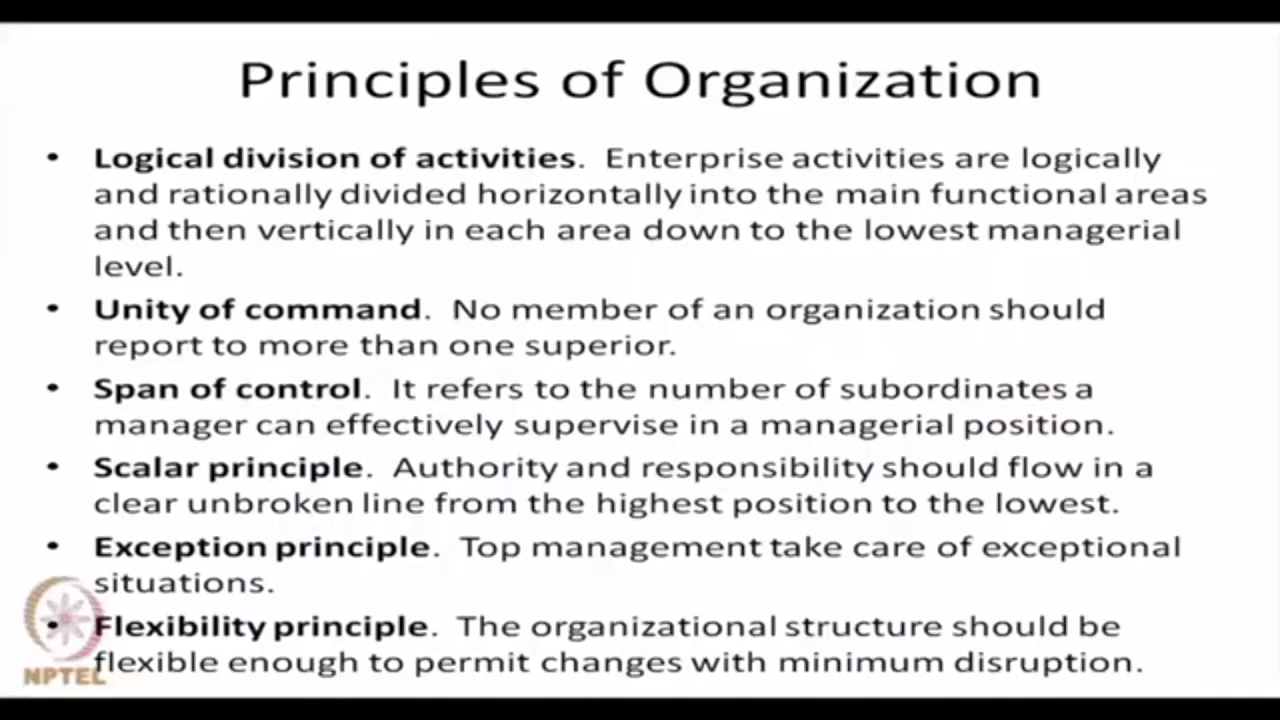 Principles of Organization
• Logical division of activities. Enterprise activities are logically
and rationally divided horizontally into the main functional areas
and then vertically in each area down to the lowest managerial
level.
• Unity of command. No member of an organization should
report to more than one superior.
• Span of control. It refers to the number of subordinates a
manager can effectively supervise in a managerial position.
• Scalar principle. Authority and responsibility should flow in a
clear unbroken line from the highest position to the lowest.
• Exception principle. Top management take care of exceptional
situations.
• Flexibility principle. The organizational structure should be
flexible enough to permit changes with minimum disruption.
NPTEL